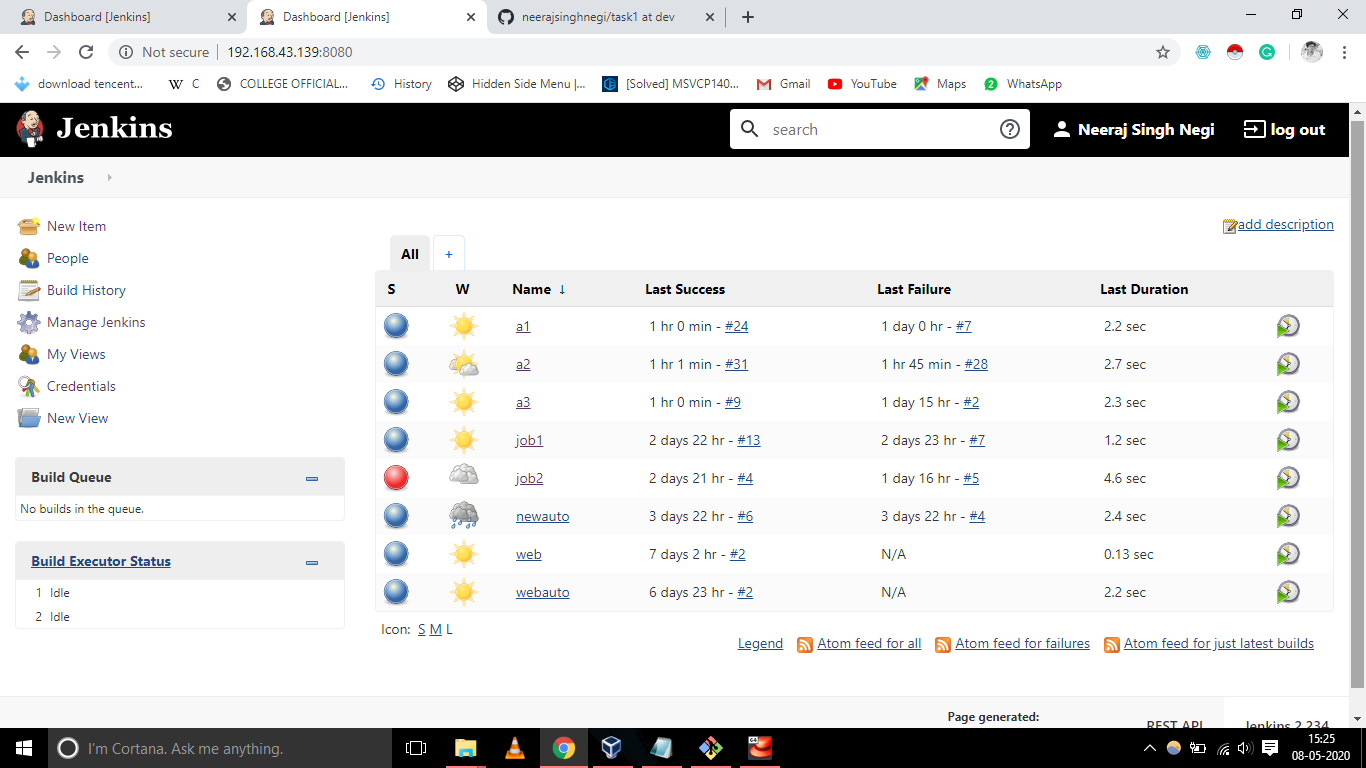 Dashboard [Jenkins]
Dashboard [Jenkins]
neerajsinghnegi/task1 at dev
Not secure
192.168.43.139:8080
download tencent...
W C
COLLEGE OFFICIAL...
History
Hidden Side Menu |...
[Solved] MSVCP140...
Gmail
YouTube
Maps
2 WhatsApp
Jenkins
search
Neeraj Singh Negi
log out
Jenkins
New Item
People
Build History
Manage Jenkins
My Views
Credentials
New View
Build Queue
No builds in the queue.
Build Executor Status
1 Idle
2 Idle
add description
All +
S W Name ↓ Last Success Last Failure Last Duration
a1 1 hr 0 min - #24 1 day 0 hr - #7 2.2 sec
a2 1 hr 1 min - #31 1 hr 45 min - #28 2.7 sec
a3 1 hr 0 min - #9 1 day 15 hr - #2 2.3 sec
job1 2 days 22 hr - #13 2 days 23 hr - #7 1.2 sec
job2 2 days 21 hr - #4 1 day 16 hr - #5 4.6 sec
newauto 3 days 22 hr - #6 3 days 22 hr - #4 2.4 sec
web 7 days 2 hr - #2 N/A 0.13 sec
webauto 6 days 23 hr - #2 N/A 2.2 sec
Icon: S M L
Legend Atom feed for all Atom feed for failures Atom feed for just latest builds
Page generated:
REST API Jenkins 2.234
I'm Cortana. Ask me anything.
15:25
08-05-2020